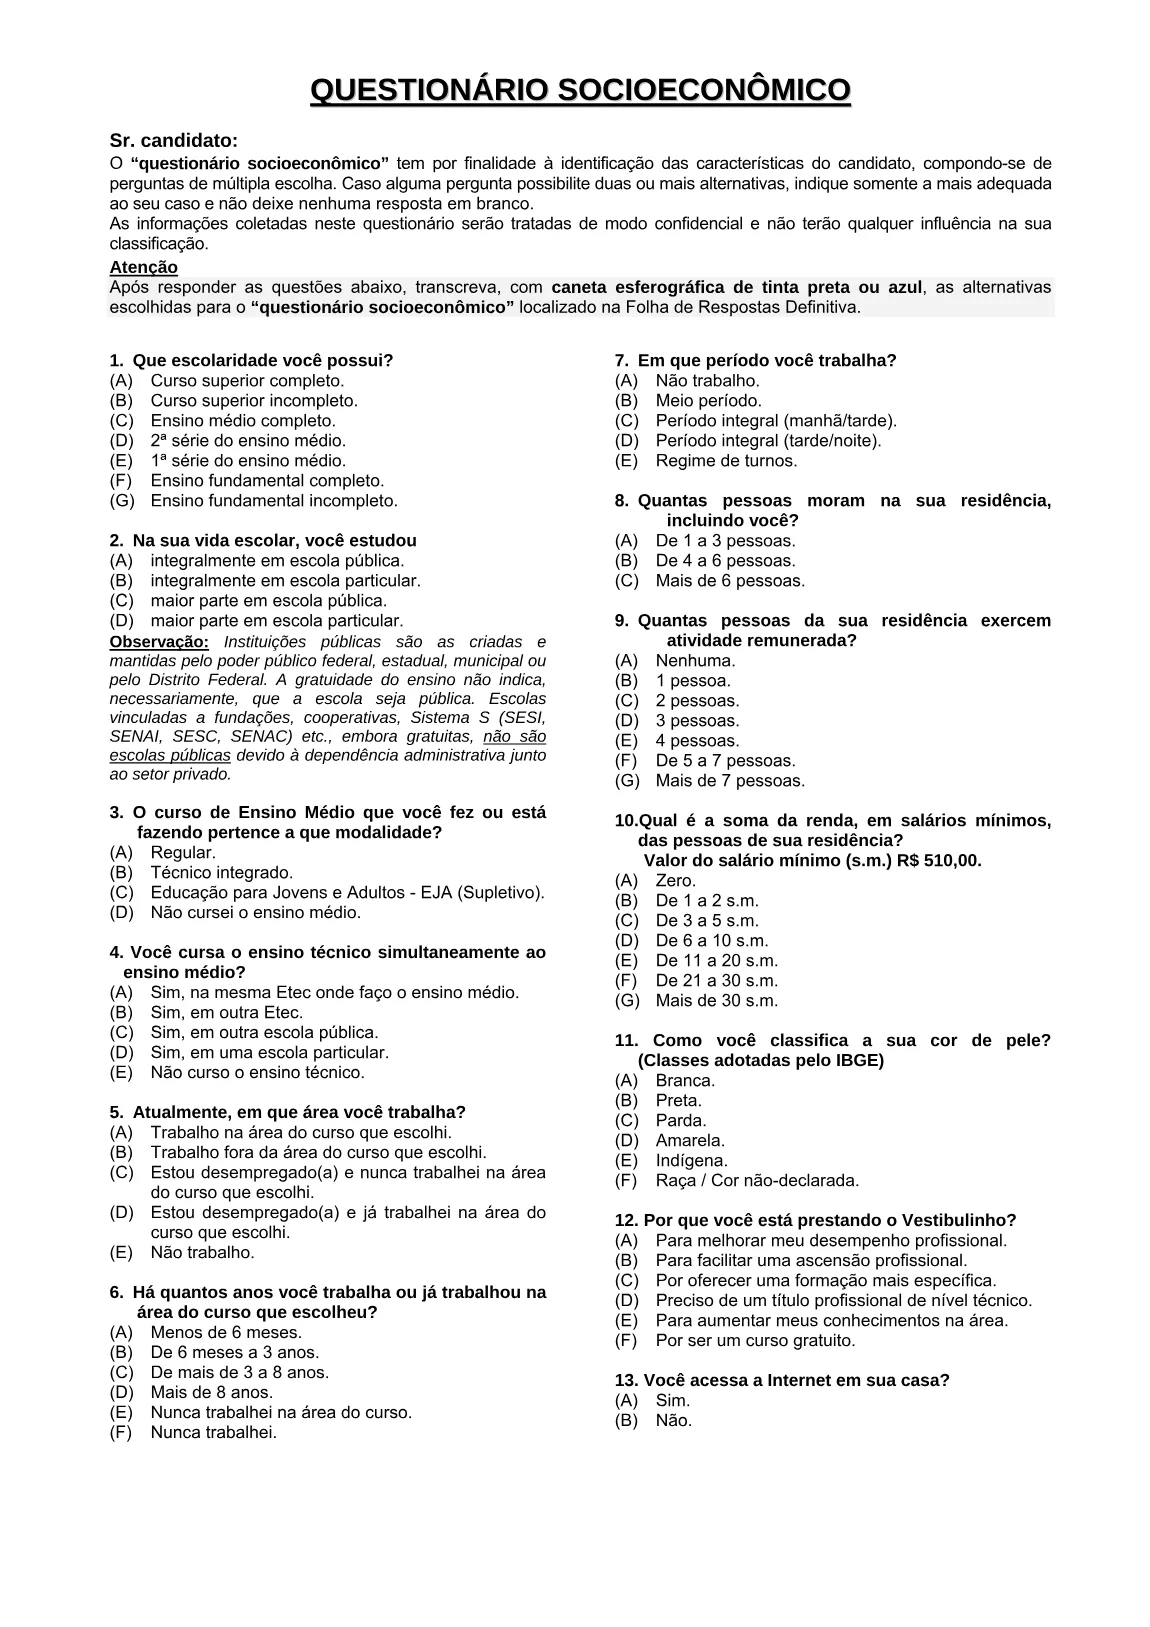 QUESTIONÁRIO SOCIOECONÔMICO
Sr. candidato:
O “questionário socioeconômico” tem por finalidade à identificação das características do candidato, compondo-se de
perguntas de múltipla escolha. Caso alguma pergunta possibilite duas ou mais alternativas, indique somente a mais adequada
ao seu caso e não deixe nenhuma resposta em branco.
As informações coletadas neste questionário serão tratadas de modo confidencial e não terão qualquer influência na sua
classificação.
Atenção
Após responder as questões abaixo, transcreva, com caneta esferográfica de tinta preta ou azul, as alternativas
escolhidas para o “questionário socioeconômico” localizado na Folha de Respostas Definitiva.
1. Que escolaridade você possui?
(A) Curso superior completo.
(B) Curso superior incompleto.
(C) Ensino médio completo.
(D) 2ª série do ensino médio.
(E) 1ª série do ensino médio.
(F) Ensino fundamental completo.
(G) Ensino fundamental incompleto.
2. Na sua vida escolar, você estudou
(A) integralmente em escola pública.
(B) integralmente em escola particular.
(C) maior parte em escola pública.
(D) maior parte em escola particular.
Observação: Instituições públicas são as criadas e
mantidas pelo poder público federal, estadual, municipal ou
pelo Distrito Federal. A gratuidade do ensino não indica,
necessariamente, que a escola seja pública. Escolas
vinculadas a fundações, cooperativas, Sistema S (SESI,
SENAI, SESC, SENAC) etc., embora gratuitas, não são
escolas públicas devido à dependência administrativa junto
ao setor privado.
3. O curso de Ensino Médio que você fez ou está
fazendo pertence a que modalidade?
(A) Regular.
(B) Técnico integrado.
(C) Educação para Jovens e Adultos - EJA (Supletivo).
(D) Não cursei o ensino médio.
4. Você cursa o ensino técnico simultaneamente ao
ensino médio?
(A) Sim, na mesma Etec onde faço o ensino médio.
(B) Sim, em outra Etec.
(C) Sim, em outra escola pública.
(D) Sim, em uma escola particular.
(E) Não curso o ensino técnico.
5. Atualmente, em que área você trabalha?
(A) Trabalho na área do curso que escolhi.
(B) Trabalho fora da área do curso que escolhi.
(C) Estou desempregado(a) e nunca trabalhei na área
do curso que escolhi.
(D) Estou desempregado(a) e já trabalhei na área do
curso que escolhi.
(E) Não trabalho.
6. Há quantos anos você trabalha ou já trabalhou na
área do curso que escolheu?
(A) Menos de 6 meses.
(B) De 6 meses a 3 anos.
(C) De mais de 3 a 8 anos.
(D) Mais de 8 anos.
(E) Nunca trabalhei na área do curso.
(F) Nunca trabalhei.
7. Em que período você trabalha?
(A) Não trabalho.
(B) Meio período.
(C) Período integral (manhã/tarde).
(D) Período integral (tarde/noite).
(E) Regime de turnos.
8. Quantas pessoas moram na sua residência,
incluindo você?
(A) De 1 a 3 pessoas.
(B) De 4 a 6 pessoas.
(C) Mais de 6 pessoas.
9. Quantas pessoas da sua residência exercem
atividade remunerada?
(A) Nenhuma.
(B) 1 pessoa.
(C) 2 pessoas.
(D) 3 pessoas.
(E) 4 pessoas.
(F) De 5 a 7 pessoas.
(G) Mais de 7 pessoas.
10.Qual é a soma da renda, em salários mínimos,
das pessoas de sua residência?
Valor do salário mínimo (s.m.) R$ 510,00.
(A) Zero.
(B) De 1 a 2 s.m.
(C) De 3 a 5 s.m.
(D) De 6 a 10 s.m.
(E) De 11 a 20 s.m.
(F) De 21 a 30 s.m.
(G) Mais de 30 s.m.
11. Como você classifica a sua cor de pele?
(Classes adotadas pelo IBGE)
(A) Branca.
(B) Preta.
(C) Parda.
(D) Amarela.
(E) Indígena.
(F) Raça / Cor não-declarada.
12. Por que você está prestando o Vestibulinho?
(A) Para melhorar meu desempenho profissional.
(B) Para facilitar uma ascensão profissional.
(C) Por oferecer uma formação mais específica.
(D) Preciso de um título profissional de nível técnico.
(E) Para aumentar meus conhecimentos na área.
(F) Por ser um curso gratuito.
13. Você acessa a Internet em sua casa?
(A) Sim.
(B) Não.